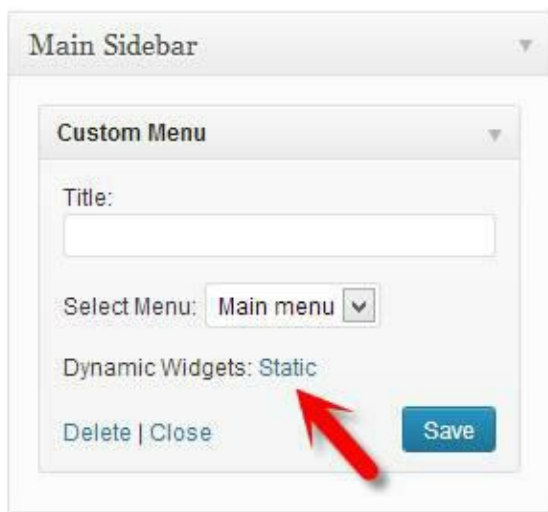 Main Sidebar
Custom Menu
Title:
Select Menu: Main menu
Dynamic Widgets: Static
Delete | Close Save